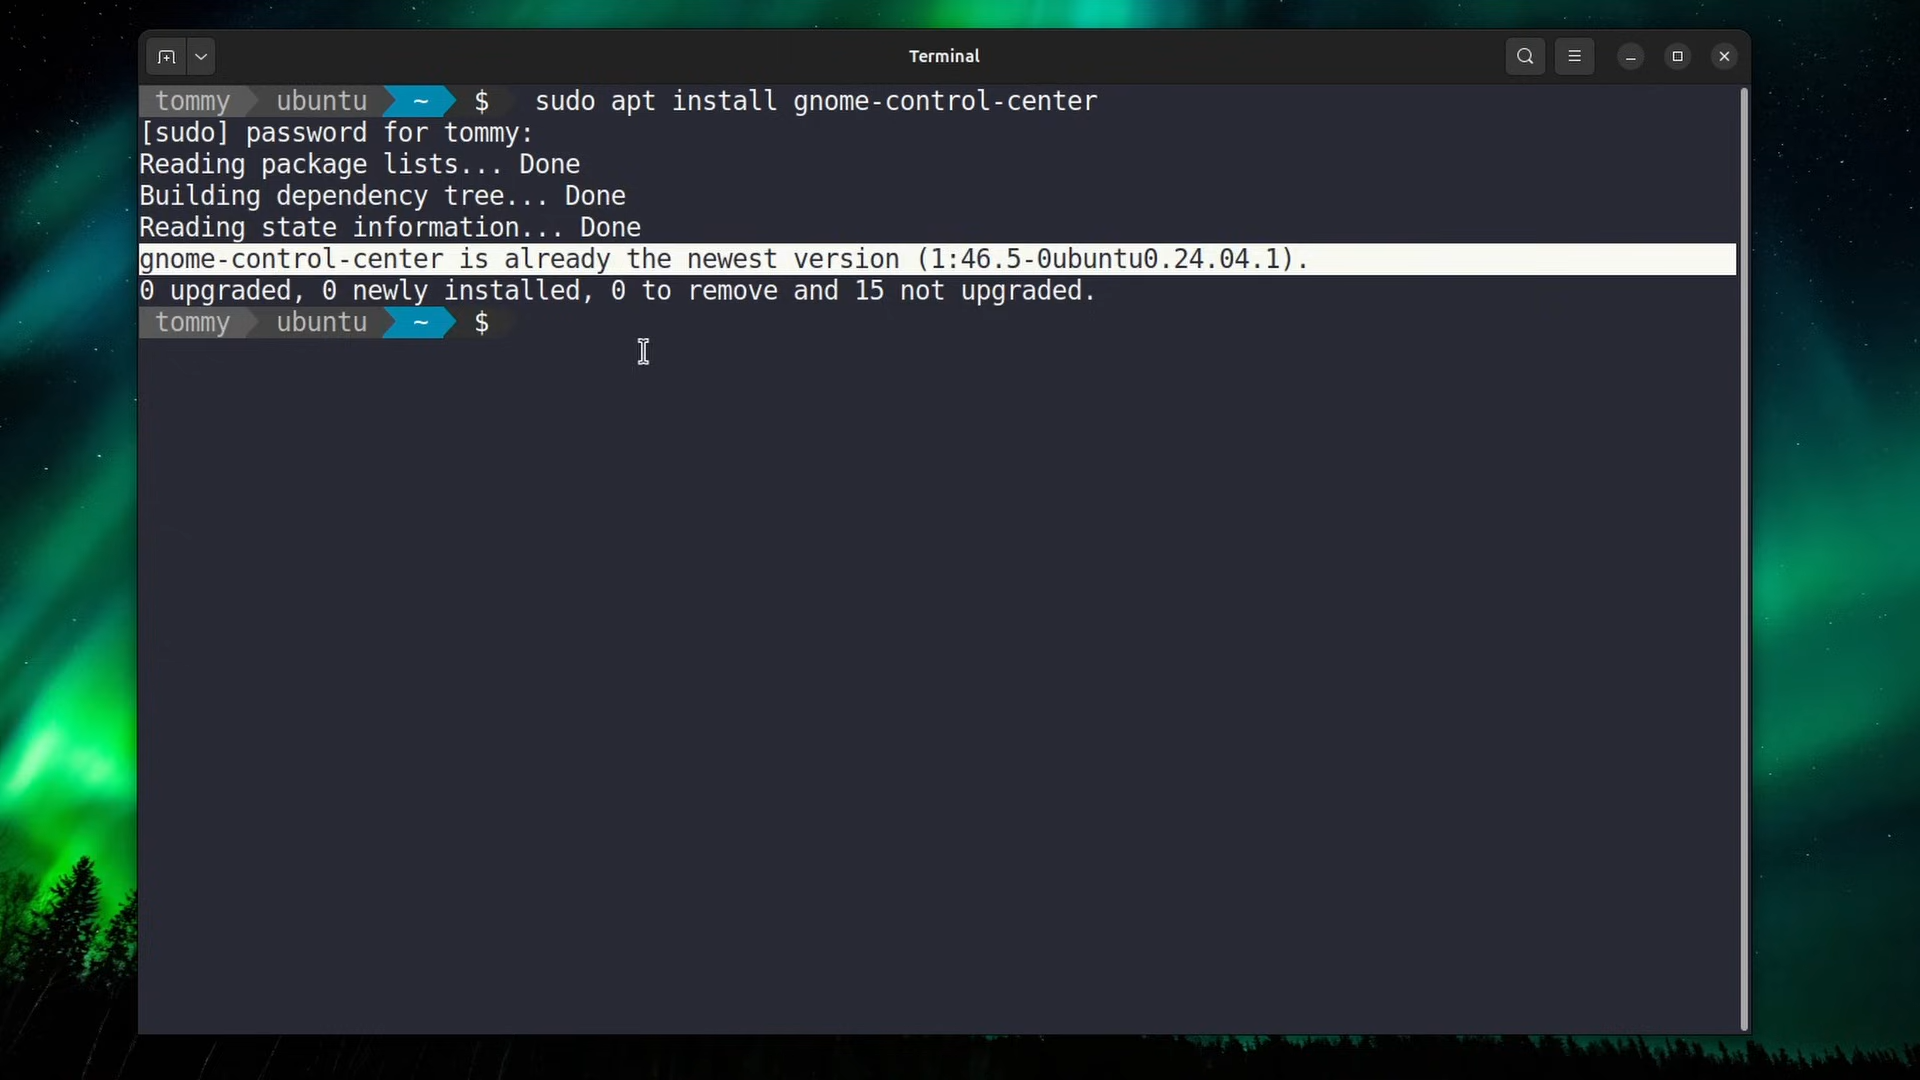 Terminal
tommy ubuntu ~ $ sudo apt install gnome-control-center
[sudo] password for tommy:
Reading package lists... Done
Building dependency tree... Done
Reading state information... Done
gnome-control-center is already the newest version (1:46.5-0ubuntu0.24.04.1).
0 upgraded, 0 newly installed, 0 to remove and 15 not upgraded.
tommy ubuntu ~ $